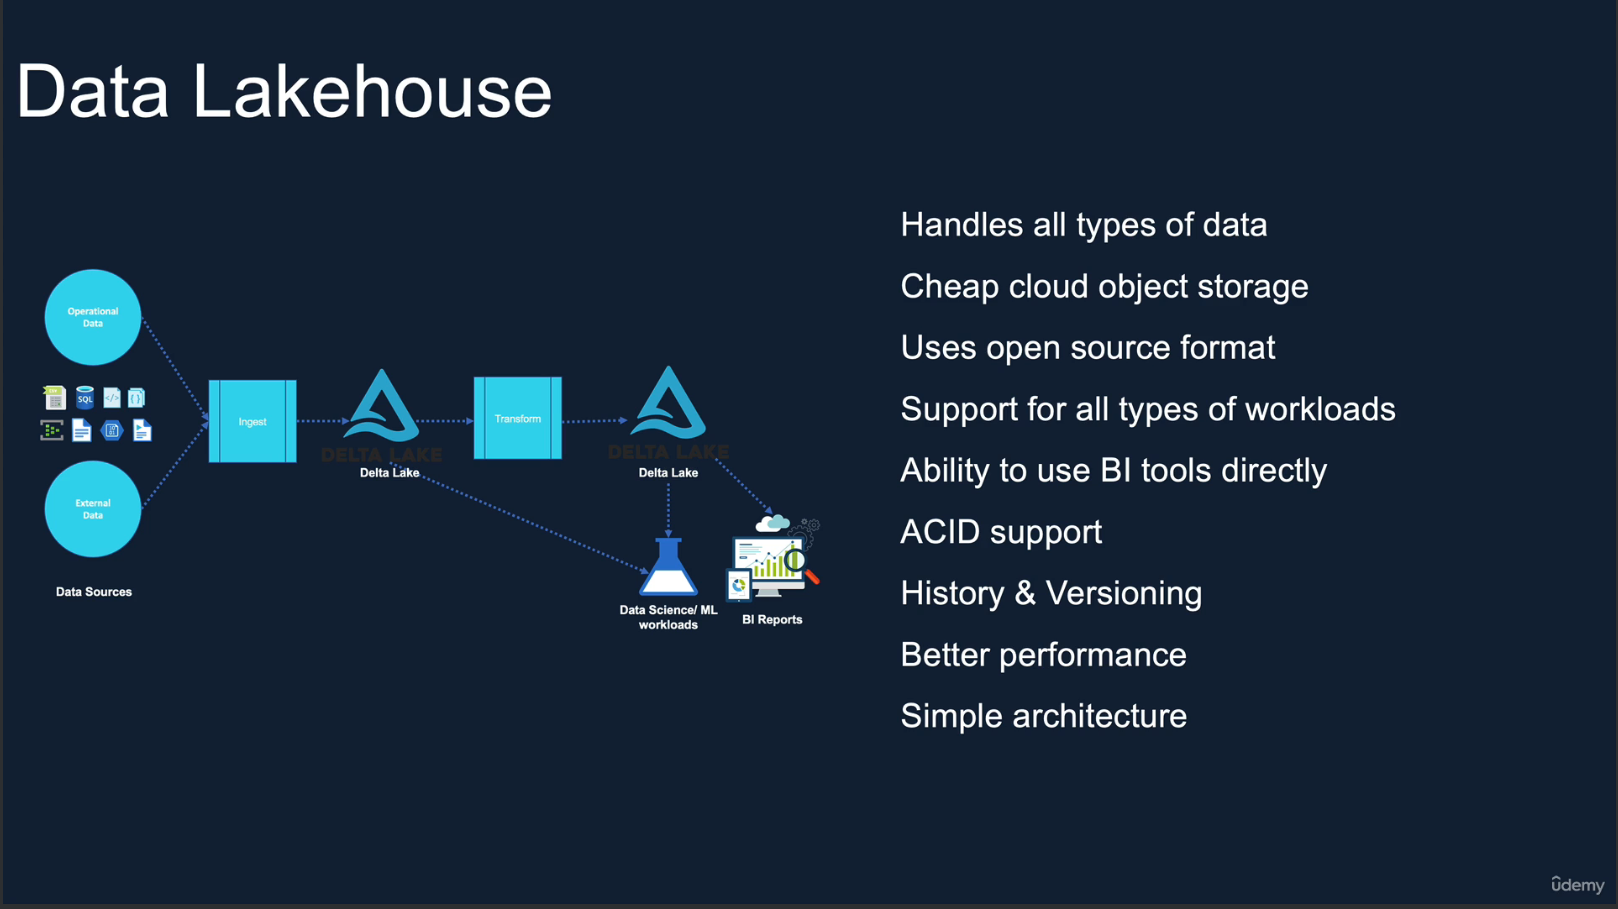 Data Lakehouse
Operational
Data
SQL
</>
{ }
External
Data
Data Sources
Ingest
DELTA LAKE
Delta Lake
Transform
DELTA LAKE
Delta Lake
Data Science/ ML
workloads
BI Reports
Handles all types of data
Cheap cloud object storage
Uses open source format
Support for all types of workloads
Ability to use BI tools directly
ACID support
History & Versioning
Better performance
Simple architecture
ûdemy